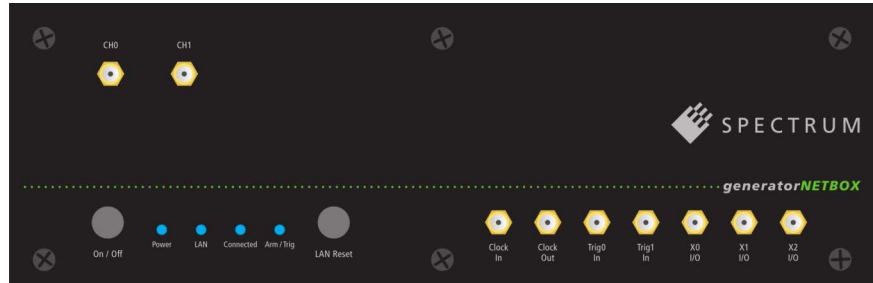 CH0 CH1
SPECTRUM
generatorNETBOX
On / Off Power LAN Connected Arm / Trig LAN Reset
Clock In Clock Out Trig0 In Trig1 In X0 I/O X1 I/O X2 I/O